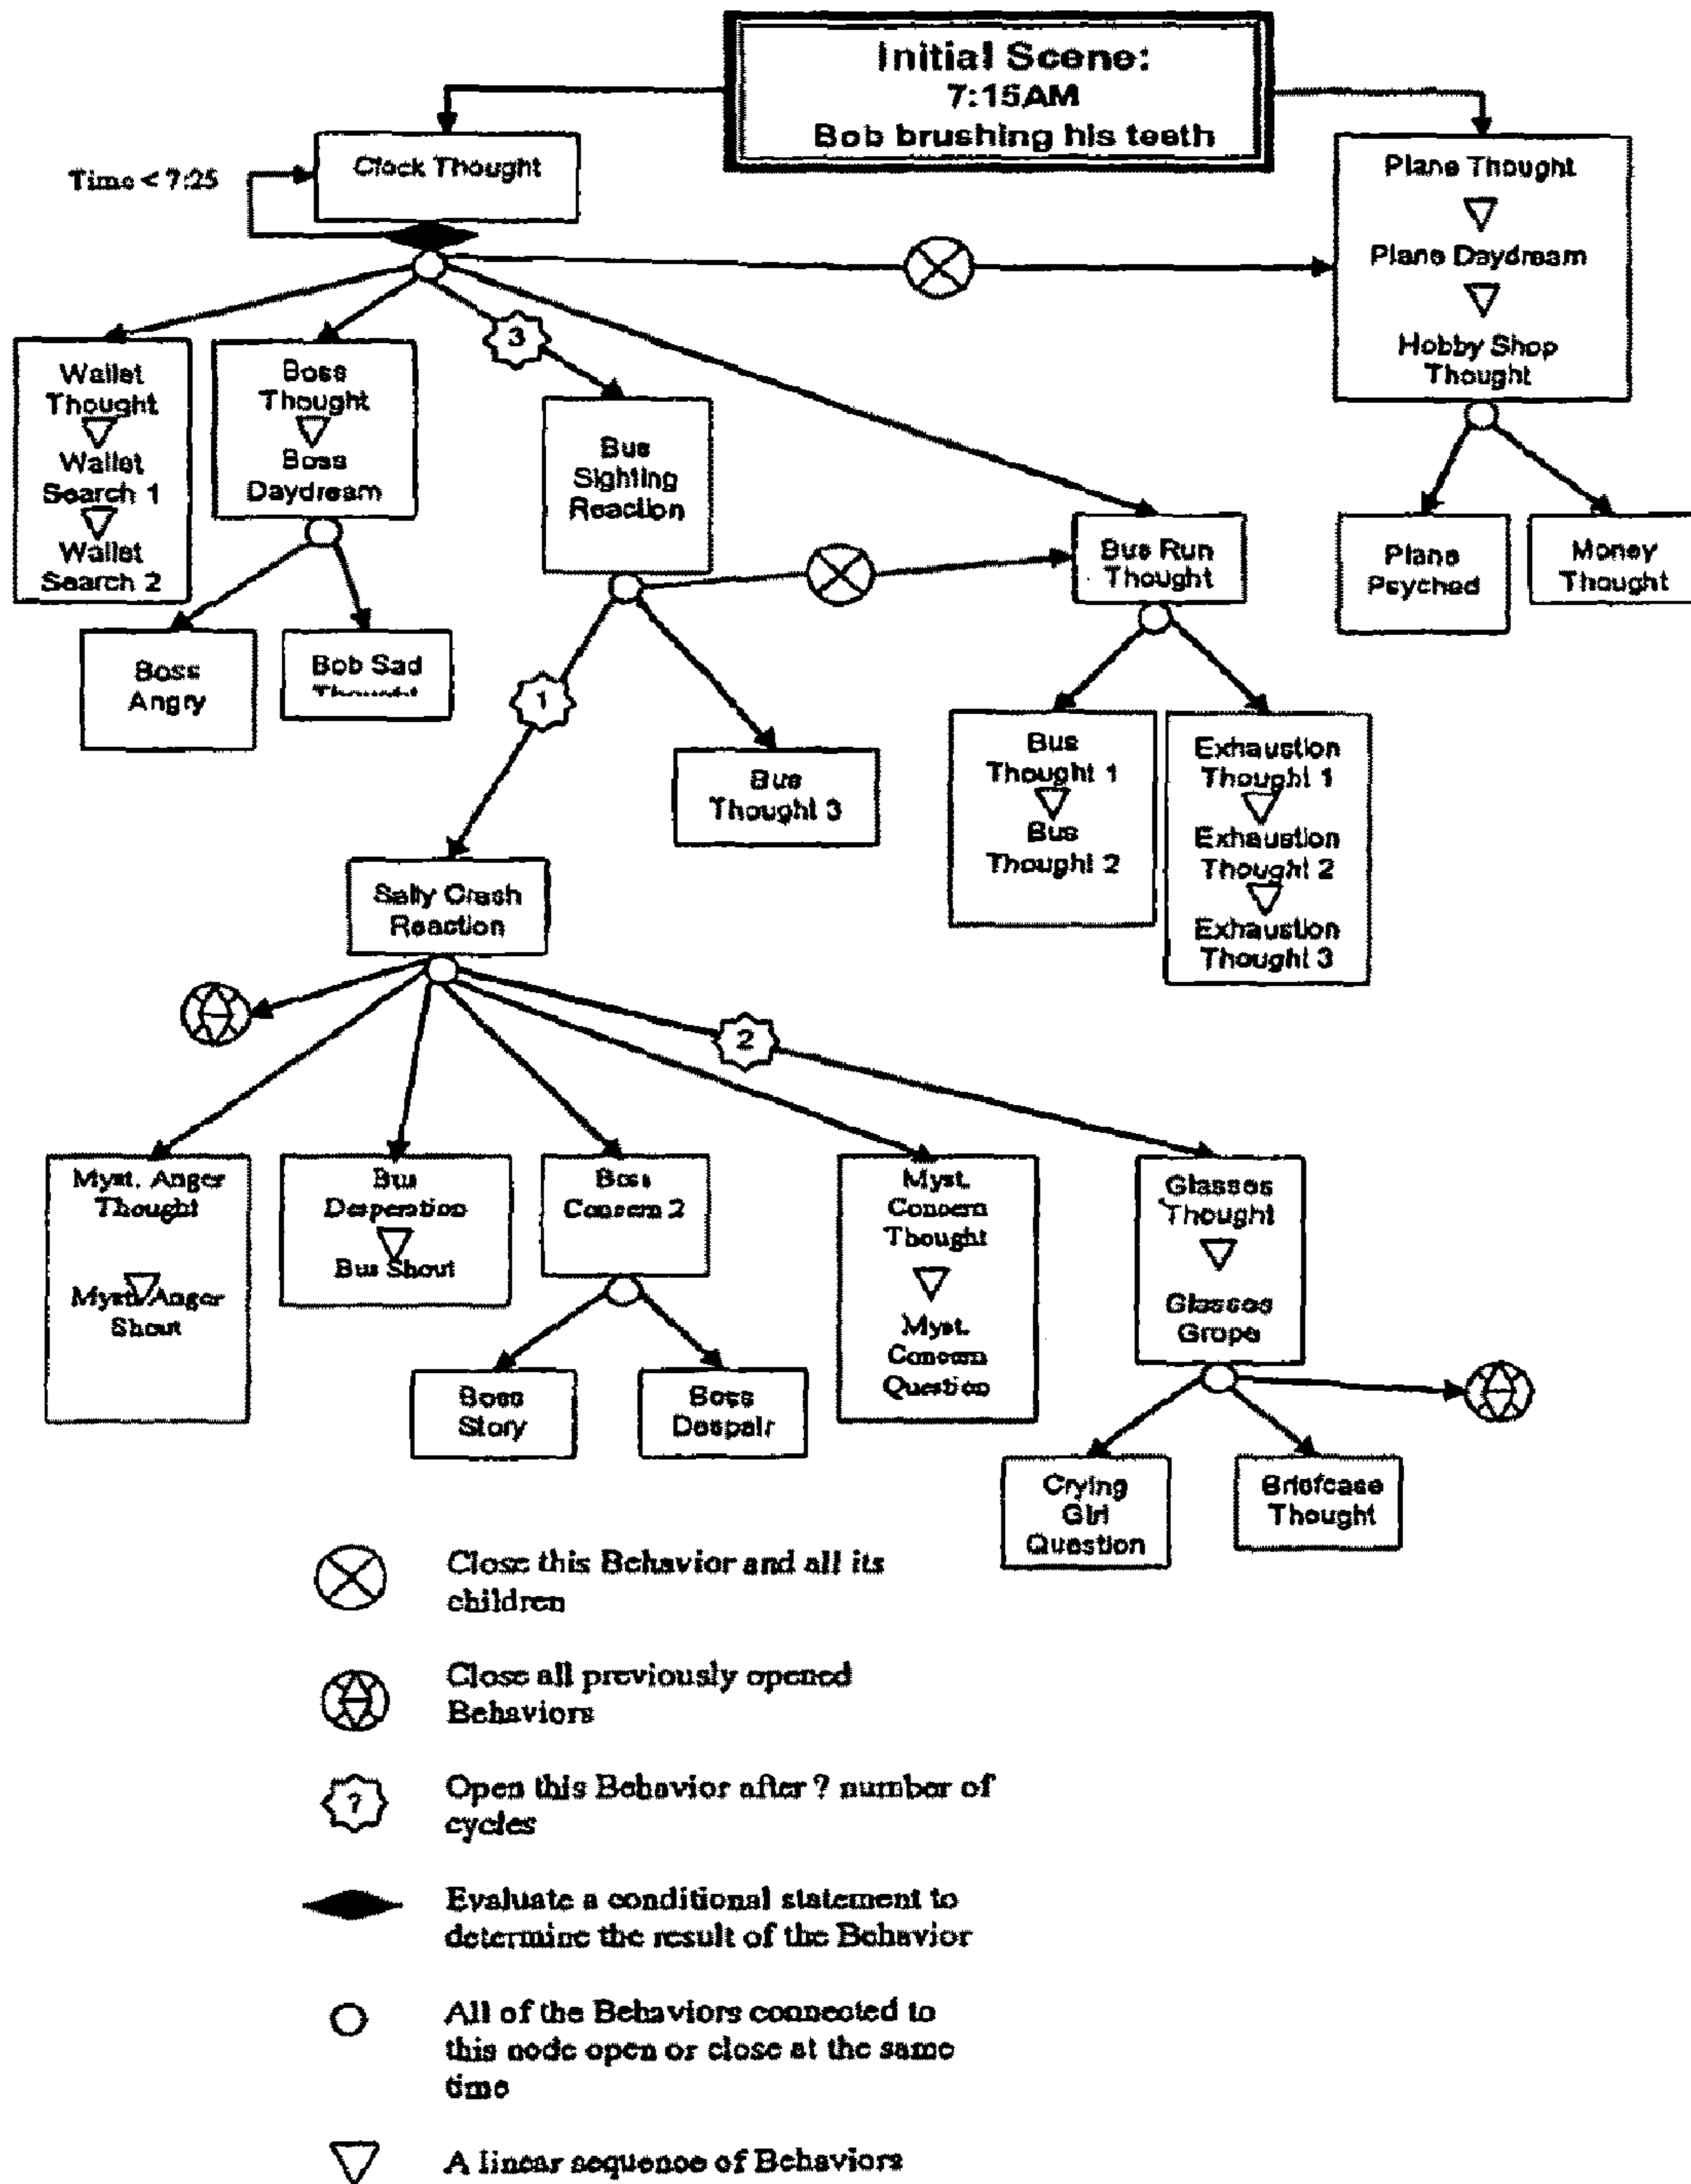 Initial Scene:
7:15AM
Bob brushing his teeth
Clock Thought
Time < 7:25
Plane Thought
Plane Daydream
Hobby Shop
Thought
3
Wallet
Thought
Wallet
Search 1
Wallet
Search 2
Boss
Thought
Boss
Daydream
Bus
Sighting
Reaction
Bus Run
Thought
Plane
Psyched
Money
Thought
Boss
Angry
Bob Sad
Thought
1
Bus
Thought 3
Bus
Thought 1
Bus
Thought 2
Exhaustion
Thought 1
Exhaustion
Thought 2
Exhaustion
Thought 3
Sally Crash
Reaction
2
Myst. Anger
Thought
Myst. Anger
Shout
Bus
Desperation
Bus Shout
Boss
Concern 2
Myst.
Concern
Thought
Myst.
Concern
Question
Glasses
Thought
Glasses
Grope
Boss
Story
Boss
Despair
Crying
Girl
Question
Briefcase
Thought
Close this Behavior and all its
children
Close all previously opened
Behaviors
?
Open this Behavior after ? number of
cycles
Evaluate a conditional statement to
determine the result of the Behavior
All of the Behaviors connected to
this node open or close at the same
time
A linear sequence of Behaviors